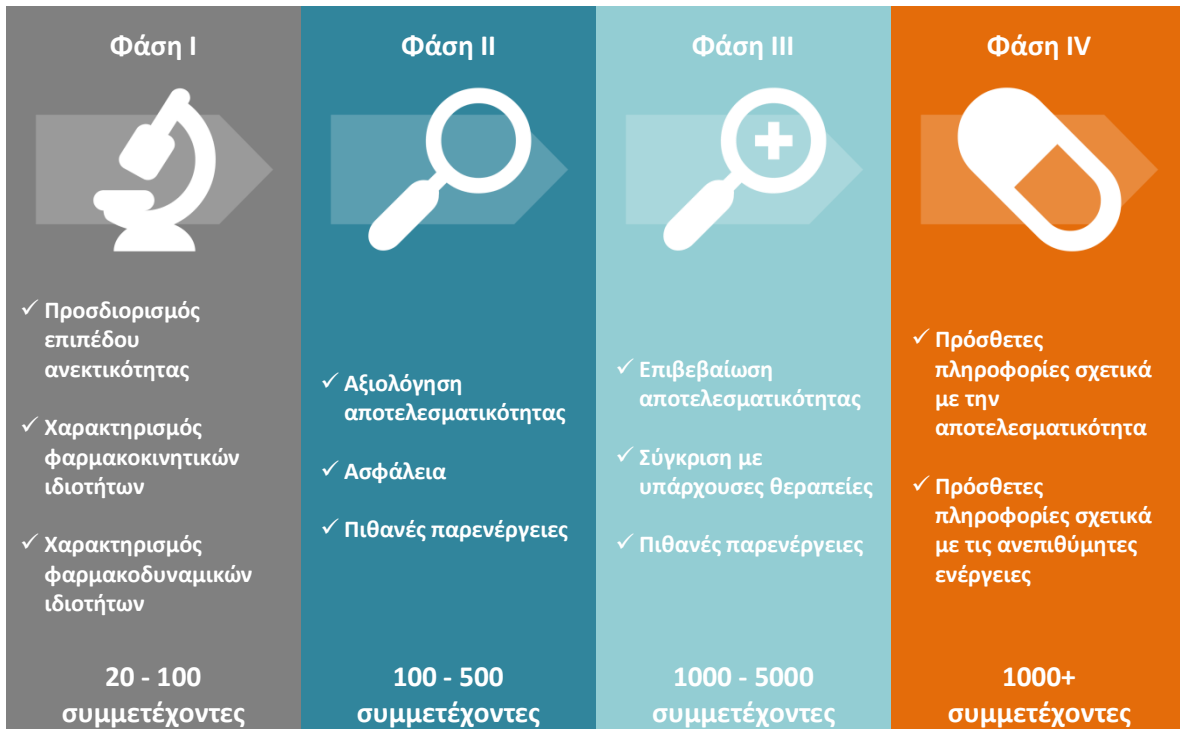 Φάση I
✓ Προσδιορισμός
επιπέδου
ανεκτικότητας
✓ Χαρακτηρισμός
φαρμακοκινητικών
ιδιοτήτων
✓ Χαρακτηρισμός
φαρμακοδυναμικών
ιδιοτήτων
20 - 100
συμμετέχοντες
Φάση II
✓ Αξιολόγηση
αποτελεσματικότητας
✓ Ασφάλεια
✓ Πιθανές παρενέργειες
100 - 500
συμμετέχοντες
Φάση III
✓ Επιβεβαίωση
αποτελεσματικότητας
✓ Σύγκριση με
υπάρχουσες θεραπείες
✓ Πιθανές παρενέργειες
1000 - 5000
συμμετέχοντες
Φάση IV
✓ Πρόσθετες
πληροφορίες σχετικά
με την
αποτελεσματικότητα
✓ Πρόσθετες
πληροφορίες σχετικά
με τις ανεπιθύμητες
ενέργειες
1000+
συμμετέχοντες